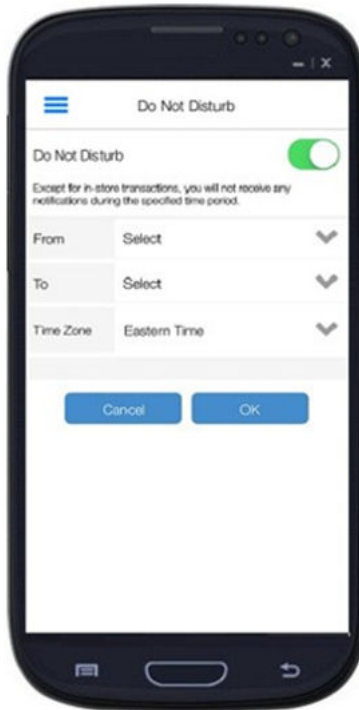 Do Not Disturb
Do Not Disturb
Except for in-store transactions, you will not receive any
notifications during the specified time period.
From Select
To Select
Time Zone Eastern Time
Cancel OK